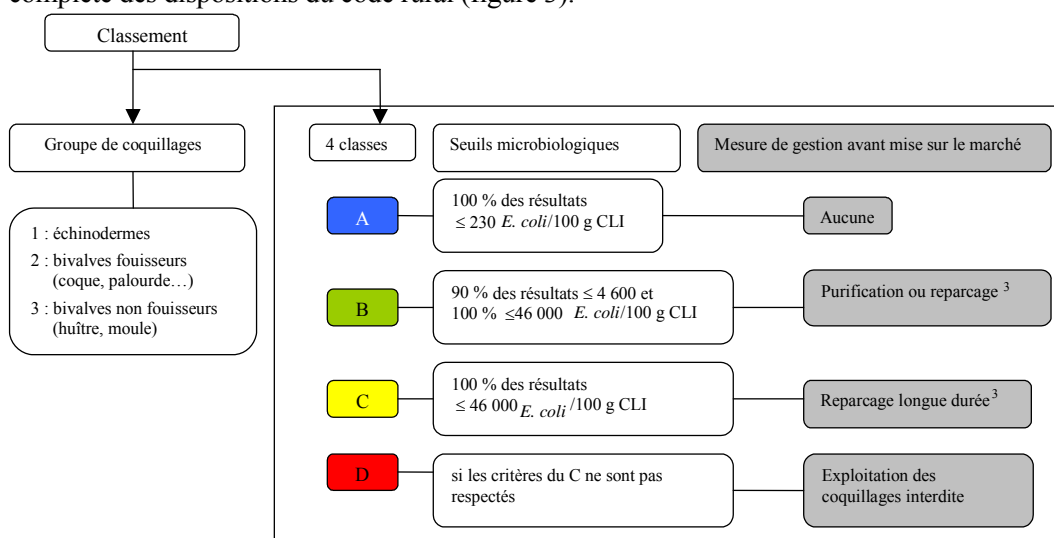 complète des dispositions du code rural (figure 3).
Classement
Groupe de coquillages
4 classes
Seuils microbiologiques
Mesure de gestion avant mise sur le marché
1 : échinodermes
2 : bivalves fouisseurs
(coque, palourde…)
3 : bivalves non fouisseurs
(huître, moule)
A
100 % des résultats
≤ 230 E. coli/100 g CLI
Aucune
B
90 % des résultats ≤ 4 600 et
100 % ≤46 000 E. coli/100 g CLI
Purification ou reparcage 3
C
100 % des résultats
≤ 46 000 E. coli /100 g CLI
Reparcage longue durée 3
D
si les critères du C ne sont pas
respectés
Exploitation des
coquillages interdite